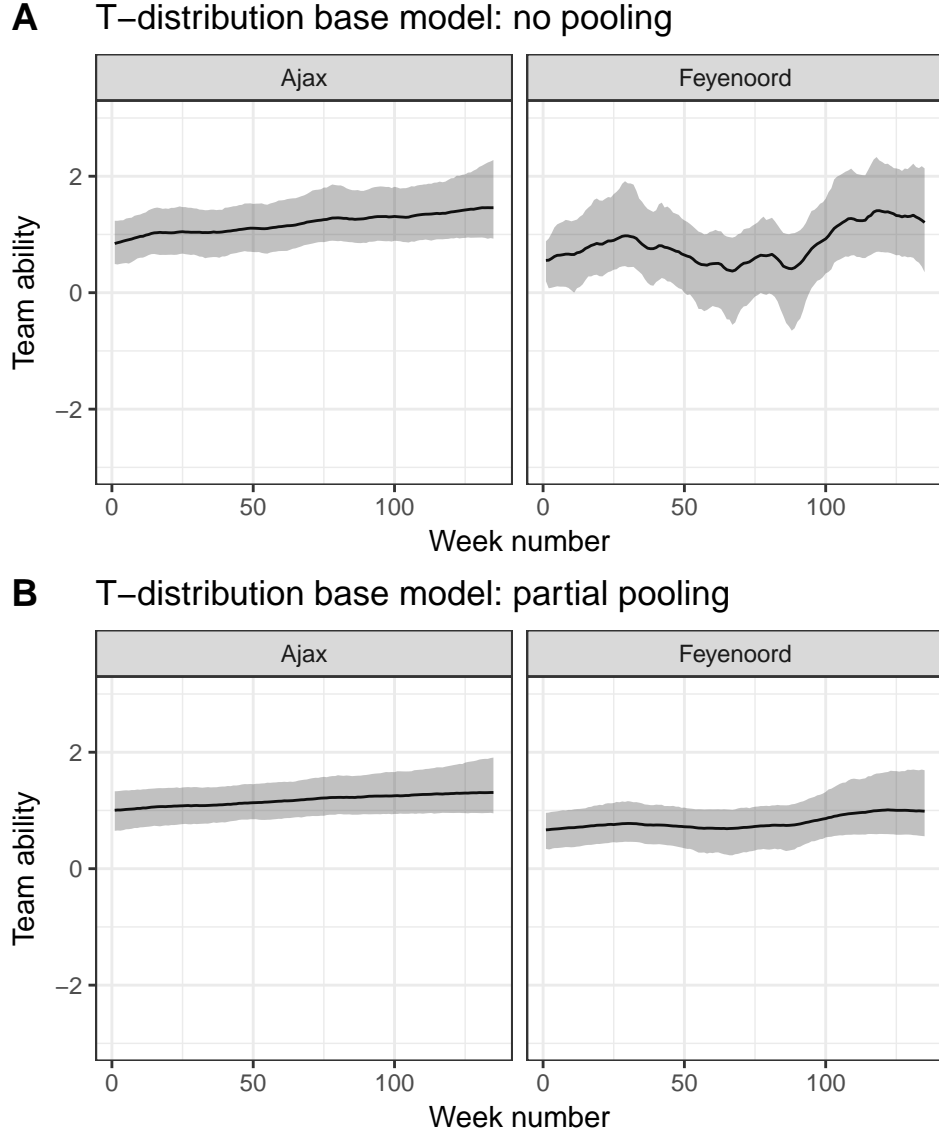 A T−distribution base model: no pooling
Ajax Feyenoord
2
0
−2
Team ability
0 50 100 0 50 100
Week number
B T−distribution base model: partial pooling
Ajax Feyenoord
2
0
−2
Team ability
0 50 100 0 50 100
Week number